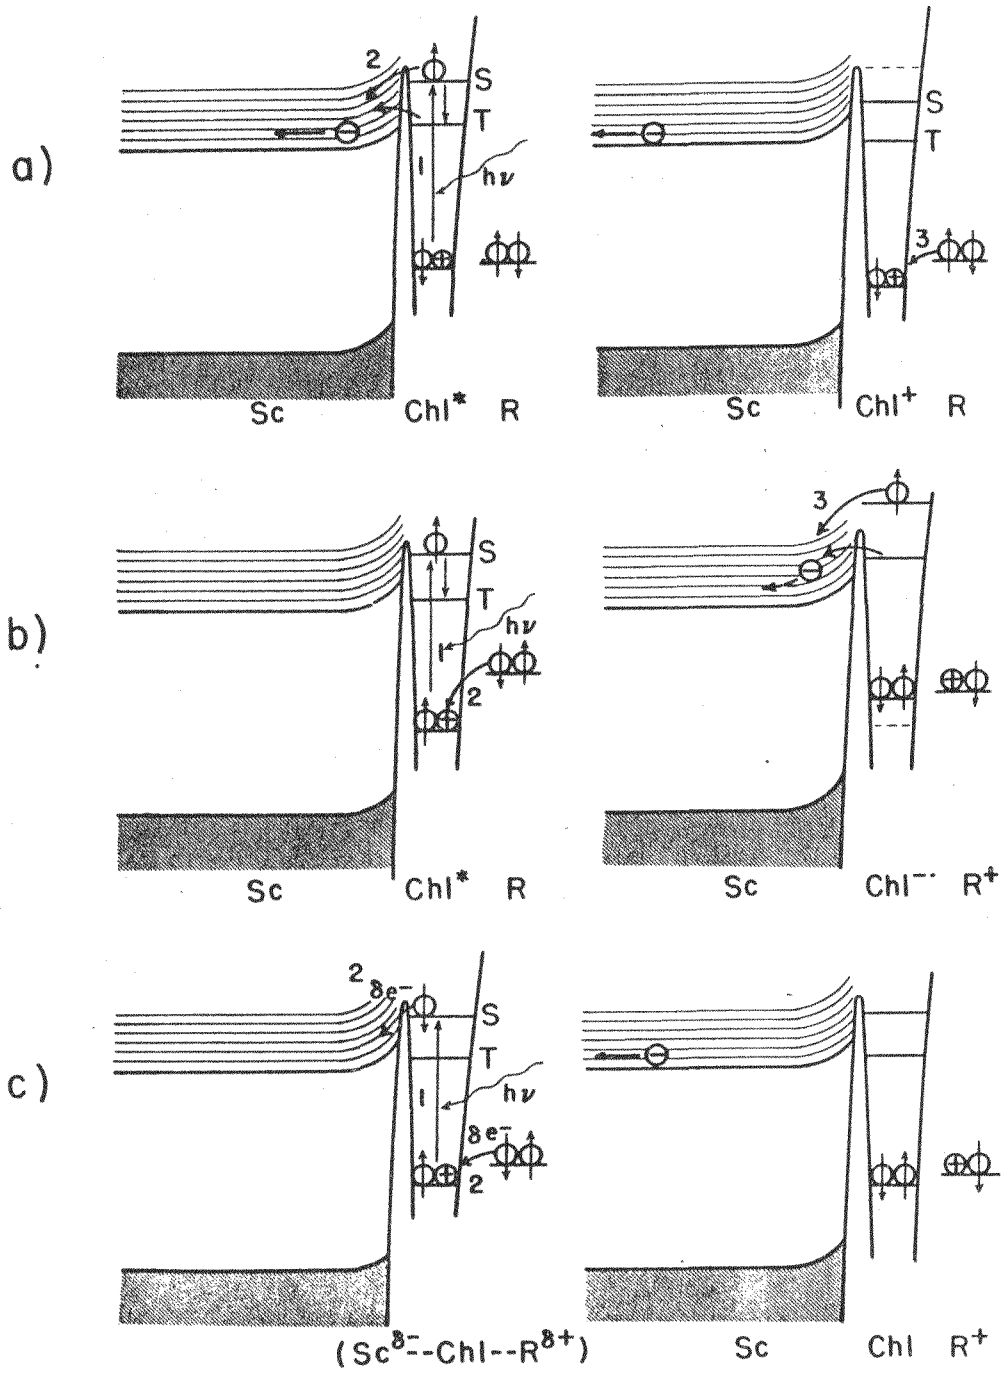 2 S
T
a) 1 hν
3
Sc Chl* R
Sc Chl+ R
S
T
b) S
T
hν
1
2
3
Sc Chl* R
Sc Chl-· R+
c) 2 δe- S
T
1 hν
δe-
2
(Scδ- --Chl--Rδ+)
Sc Chl R+